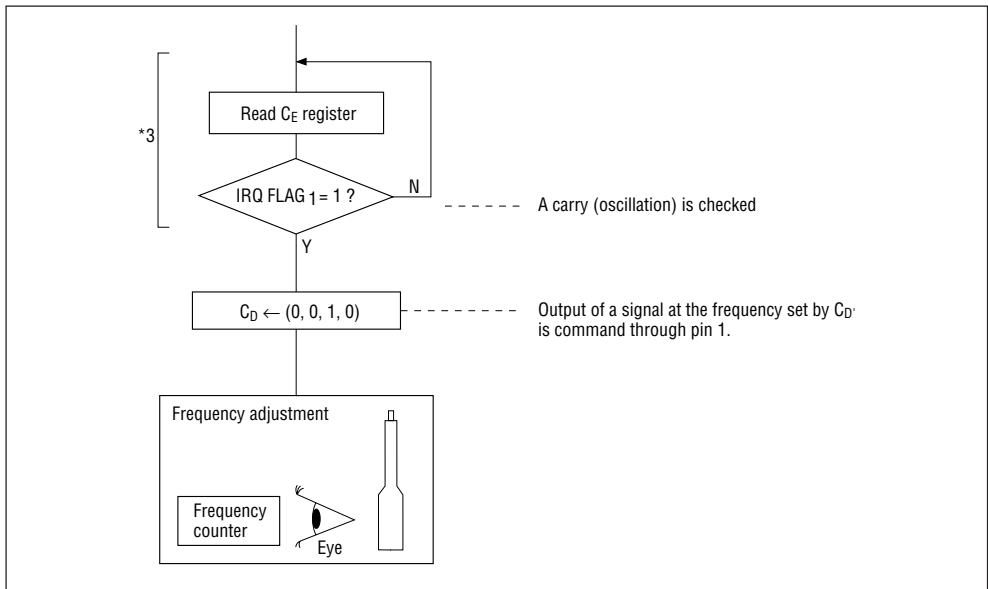 Read CE register
*3
IRQ FLAG 1 = 1 ?
N
A carry (oscillation) is checked
Y
CD ← (0, 0, 1, 0)
Output of a signal at the frequency set by CD'
is command through pin 1.
Frequency adjustment
Frequency
counter
Eye